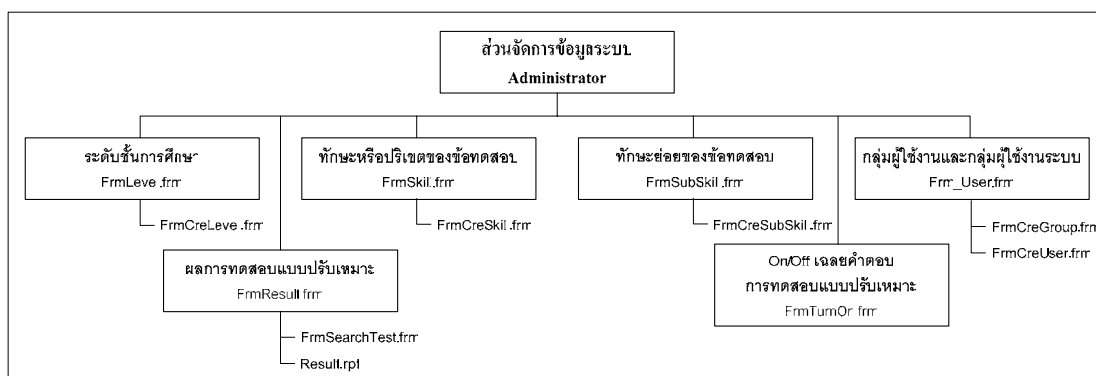 ส่วนจัดการข้อมูลระบบ
Administrator
ระดับชั้นการศึกษา
FrmLevel.frm
FrmCreLevel.frm
ทักษะหรือปริเขตของข้อทดสอบ
FrmSkill.frm
FrmCreSkill.frm
ทักษะย่อยของข้อทดสอบ
FrmSubSkill.frm
FrmCreSubSkill.frm
กลุ่มผู้ใช้งานและกลุ่มผู้ใช้งานระบบ
Frm_User.frm
FrmCreGroup.frm
FrmCreUser.frm
ผลการทดสอบแบบปรับเหมาะ
FrmResult.frm
FrmSearchTest.frm
Result.rpt
On/Off เฉลยคำตอบ
การทดสอบแบบปรับเหมาะ
FrmTurnOn.frm